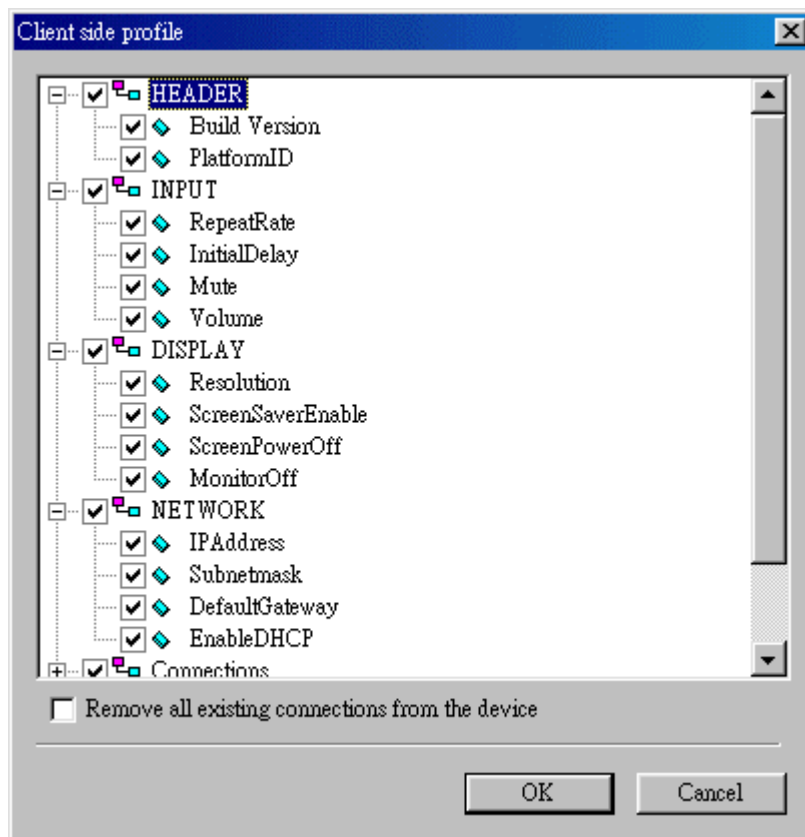 Client side profile
HEADER
Build Version
PlatformID
INPUT
RepeatRate
InitialDelay
Mute
Volume
DISPLAY
Resolution
ScreenSaverEnable
ScreenPowerOff
MonitorOff
NETWORK
IPAddress
Subnetmask
DefaultGateway
EnableDHCP
Connections
Remove all existing connections from the device
OK
Cancel